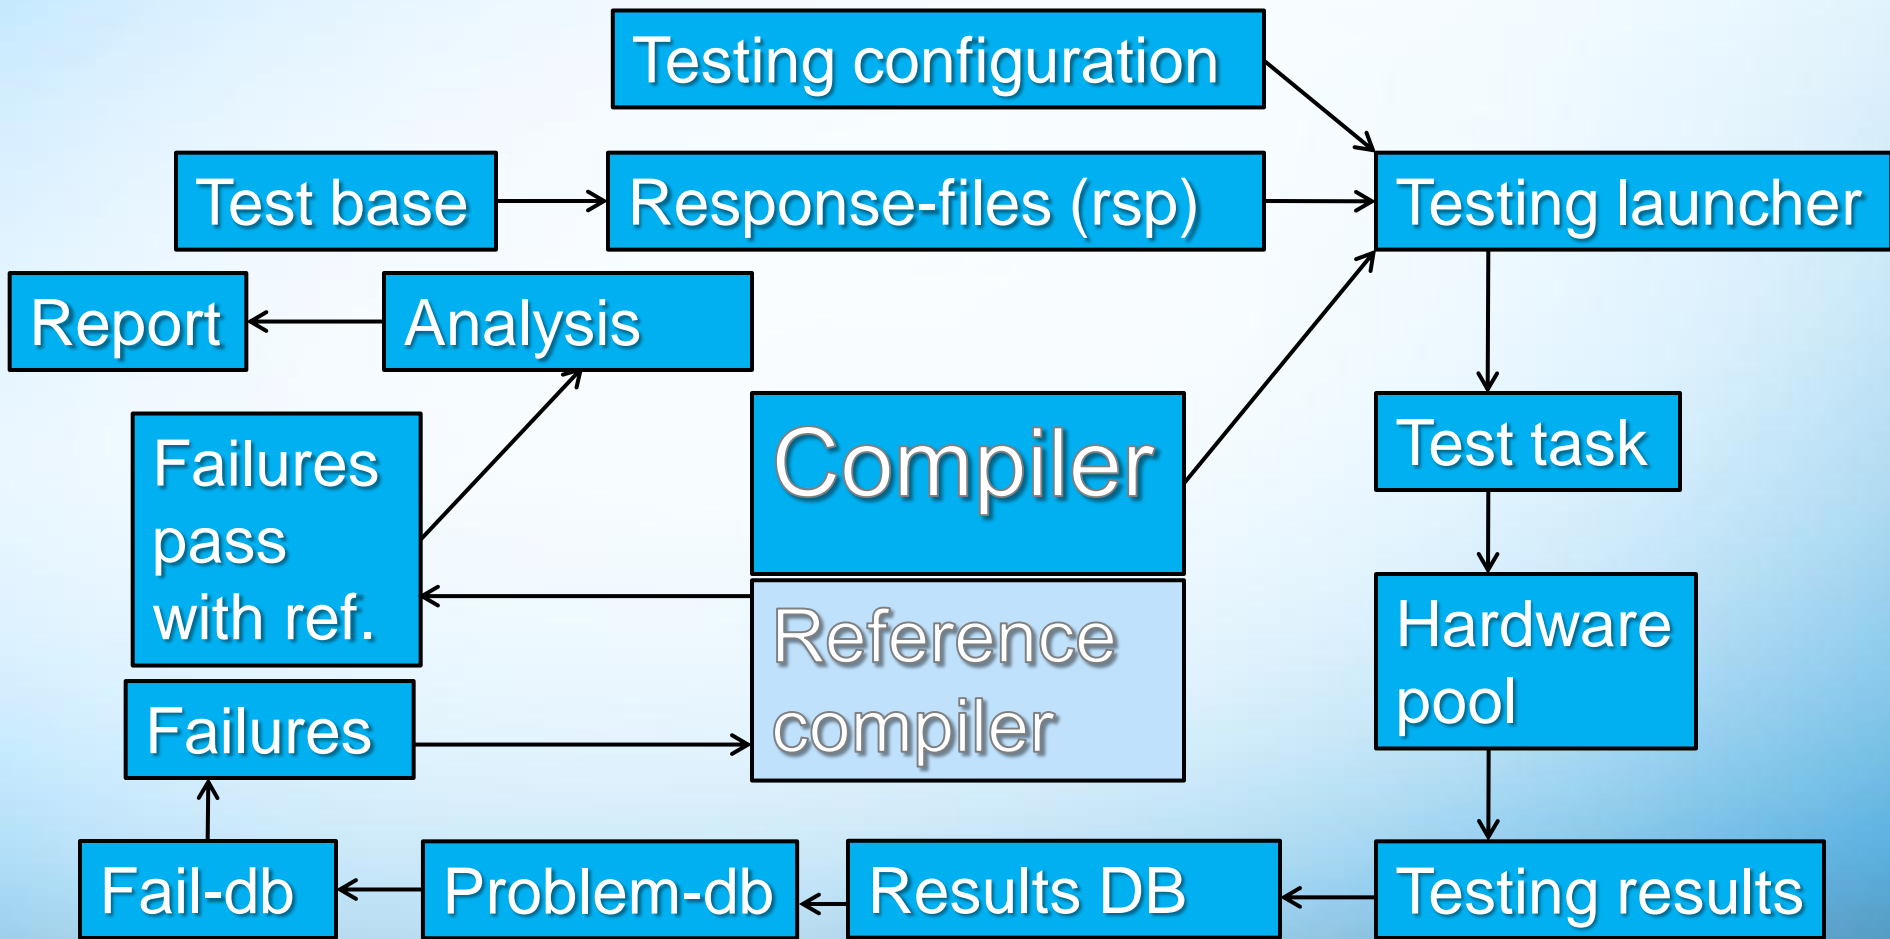 Testing configuration
Test base
Response-files (rsp)
Testing launcher
Report
Analysis
Compiler
Test task
Failures
pass
with ref.
Reference
compiler
Hardware
pool
Failures
Fail-db
Problem-db
Results DB
Testing results